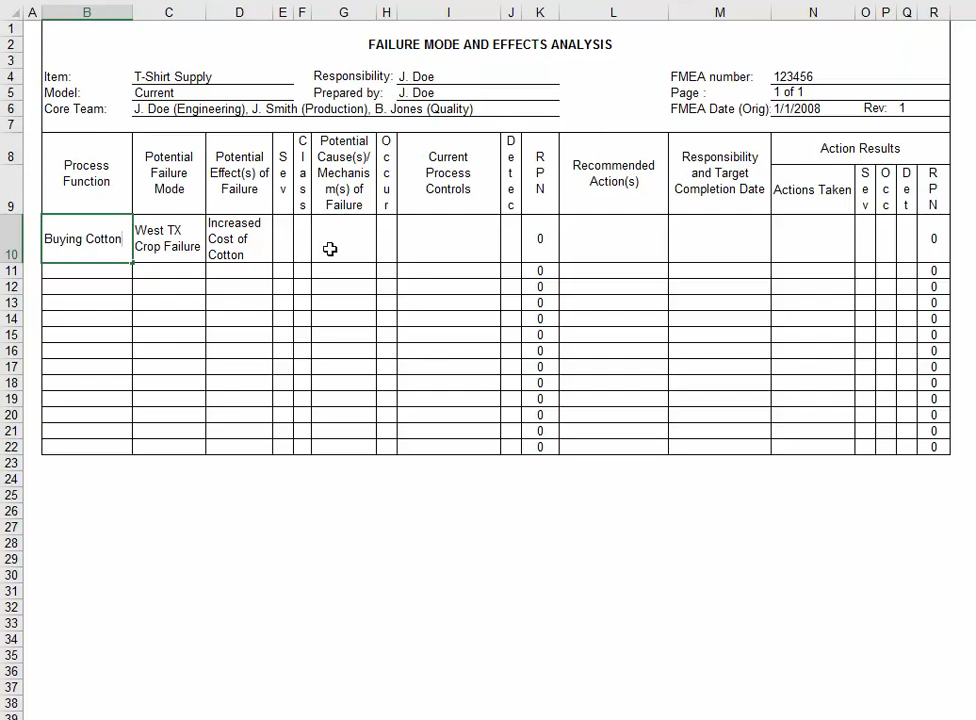 A B C D E F G H I J K L M N O P Q R
1
2 FAILURE MODE AND EFFECTS ANALYSIS
3
4 Item: T-Shirt Supply Responsibility: J. Doe FMEA number: 123456
5 Model: Current Prepared by: J. Doe Page : 1 of 1
6 Core Team: J. Doe (Engineering), J. Smith (Production), B. Jones (Quality) FMEA Date (Orig): 1/1/2008 Rev: 1
7
8
9
Process
Function
Potential
Failure
Mode
Potential
Effect(s) of
Failure
S
e
v
C
l
a
s
s
Potential
Cause(s)/
Mechanis
m(s) of
Failure
O
c
c
u
r
Current
Process
Controls
D
e
t
e
c
R
P
N
Recommended
Action(s)
Responsibility
and Target
Completion Date
Action Results
Actions Taken
S
e
v
O
c
c
D
e
t
R
P
N
10
Buying Cotton
West TX
Crop Failure
Increased
Cost of
Cotton
0 0
11 0 0
12 0 0
13 0 0
14 0 0
15 0 0
16 0 0
17 0 0
18 0 0
19 0 0
20 0 0
21 0 0
22 0 0
23
24
25
26
27
28
29
30
31
32
33
34
35
36
37
38
39